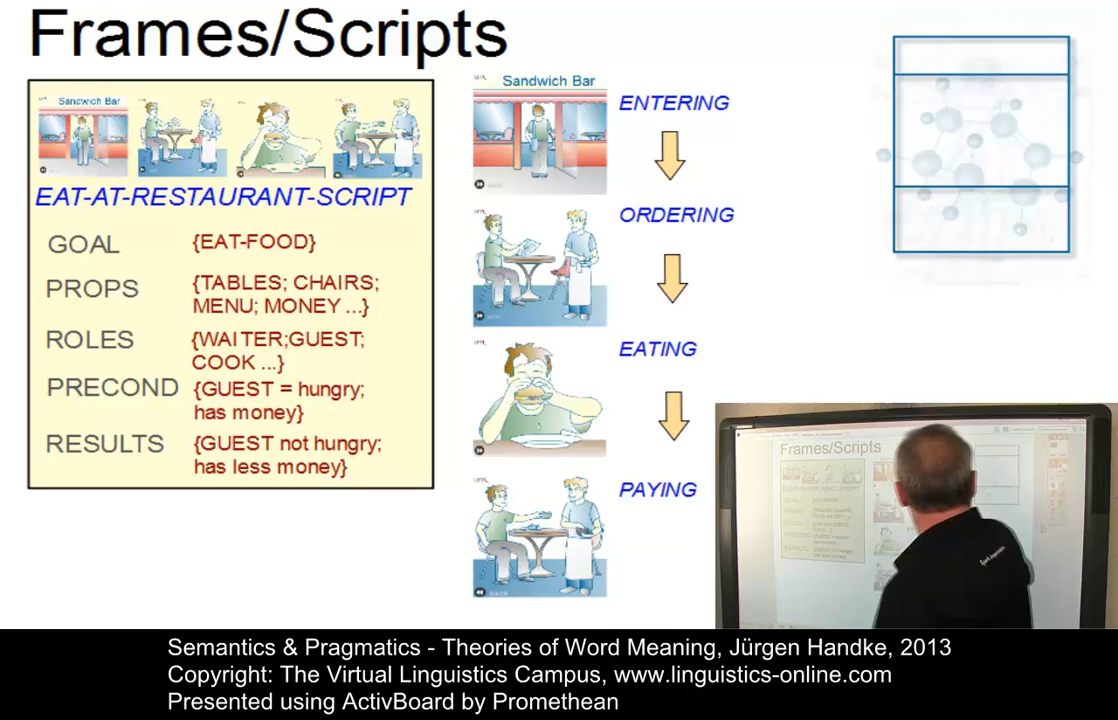 Frames/Scripts
Sandwich Bar
EAT-AT-RESTAURANT-SCRIPT
GOAL {EAT-FOOD}
PROPS {TABLES; CHAIRS;
MENU; MONEY ...}
ROLES {WAITER;GUEST;
COOK ...}
PRECOND {GUEST = hungry;
has money}
RESULTS {GUEST not hungry;
has less money}
Sandwich Bar
ENTERING
ORDERING
EATING
PAYING
Frames/Scripts
Semantics & Pragmatics - Theories of Word Meaning, Jürgen Handke, 2013
Copyright: The Virtual Linguistics Campus, www.linguistics-online.com
Presented using ActivBoard by Promethean